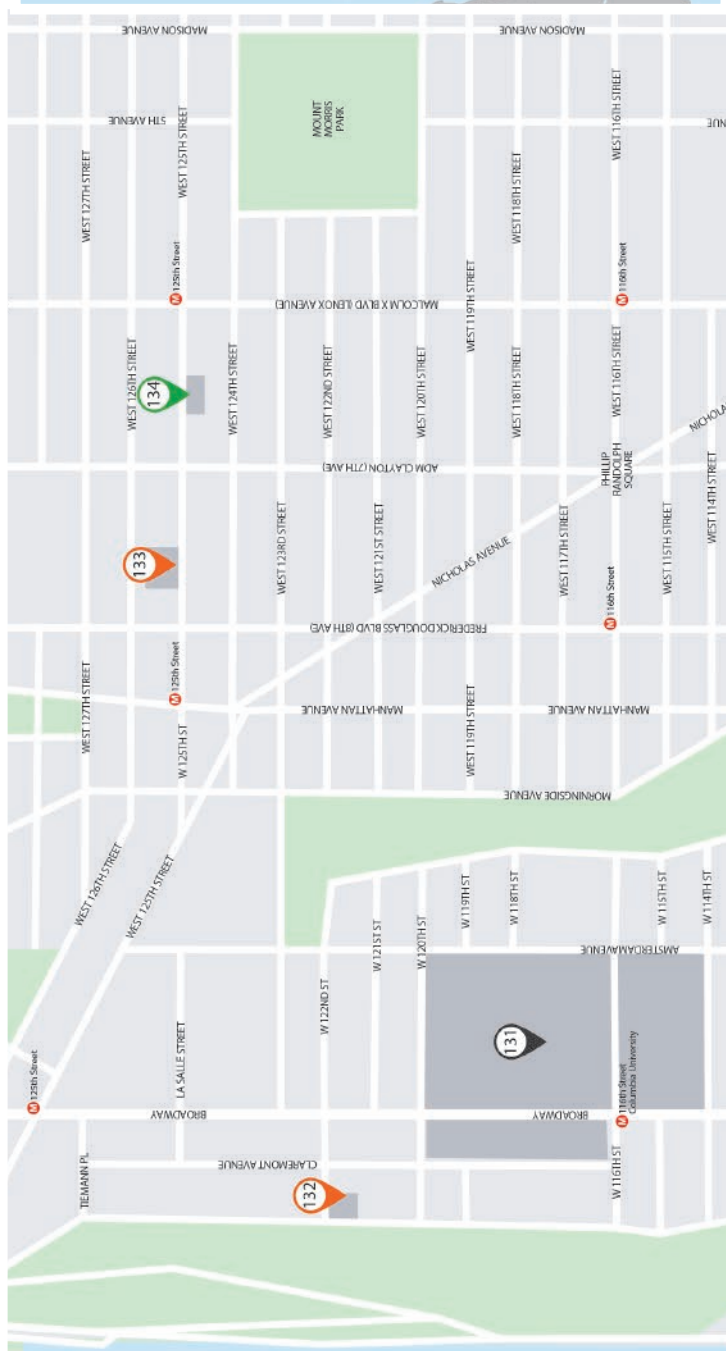 MADISON AVENUE
MADISON AVENUE
5TH AVENUE
WEST 125TH STREET
MOUNT
MORRIS
PARK
WEST 116TH STREET
WEST 127TH STREET
WEST 118TH STREET
M 125th Street
M 116th Street
MALCOLM X BLVD (LENOX AVENUE)
WEST 119TH STREET
WEST 126TH STREET
134
WEST 124TH STREET
WEST 122ND STREET
WEST 120TH STREET
WEST 118TH STREET
WEST 116TH STREET
ADM CLAYTON (7TH AVE)
PHILLIP
RANDOLPH
SQUARE
WEST 114TH STREET
133
WEST 123RD STREET
WEST 121ST STREET
NICHOLAS AVENUE
WEST 117TH STREET
WEST 115TH STREET
M 116th Street
FREDERICK DOUGLASS BLVD (8TH AVE)
WEST 127TH STREET
M 125th Street
W 125TH ST
MANHATTAN AVENUE
WEST 119TH STREET
MANHATTAN AVENUE
MORNINGSIDE AVENUE
WEST 126TH STREET
WEST 125TH STREET
W 119TH ST
W 118TH ST
W 115TH ST
W 114TH ST
W 121ST ST
W 120TH ST
AMSTERDAM AVENUE
W 122ND ST
LA SALLE STREET
131
M 125th Street
M 116th Street
Columbia University
BROADWAY
BROADWAY
TIEMANN PL
CLAREMONT AVENUE
132
W 116TH ST